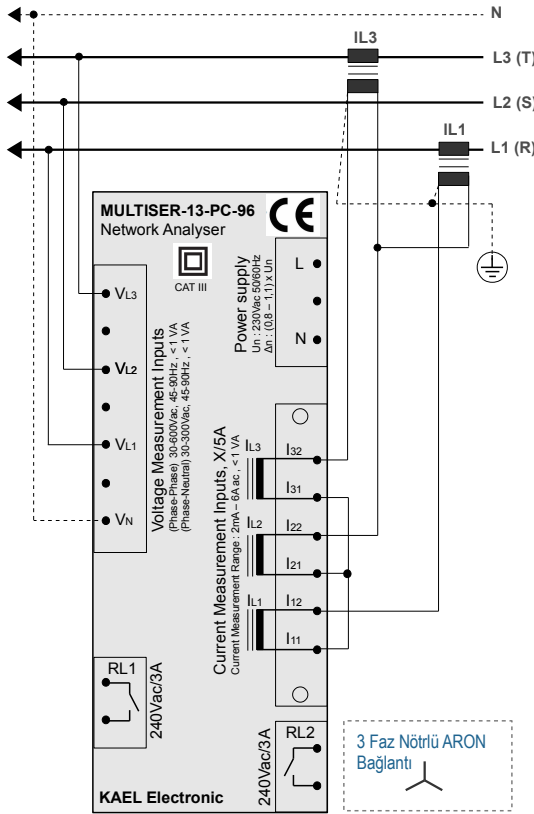 N
IL3
L3 (T)
L2 (S)
IL1
L1 (R)
MULTISER-13-PC-96
Network Analyser
CE
CAT III
Power supply
Un : 230Vac 50/60Hz
Δn : (0,8 – 1,1) x Un
L
N
VL3
VL2
VL1
VN
Voltage Measurement Inputs
(Phase-Phase) 30-600Vac, 45-90Hz , < 1 VA
(Phase-Neutral) 30-300Vac, 45-90Hz , < 1 VA
Current Measurement Inputs, X/5A
Current Measurement Range : 2mA – 6A ac , < 1 VA
IL3
I32
I31
IL2
I22
I21
IL1
I12
I11
RL1
240Vac/3A
RL2
240Vac/3A
KAEL Electronic
3 Faz Nötrlü ARON
Bağlantı